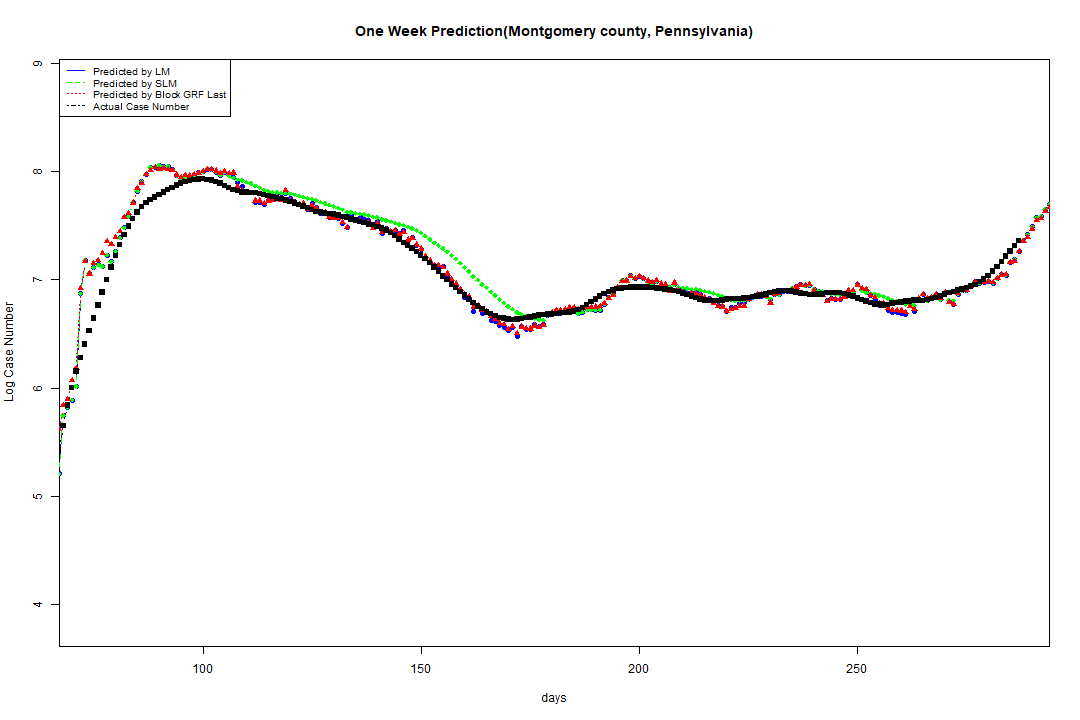 One Week Prediction(Montgomery county, Pennsylvania)
Predicted by LM
Predicted by SLM
Predicted by Block GRF Last
Actual Case Number
9
8
7
6
5
4
Log Case Number
100 150 200 250
days